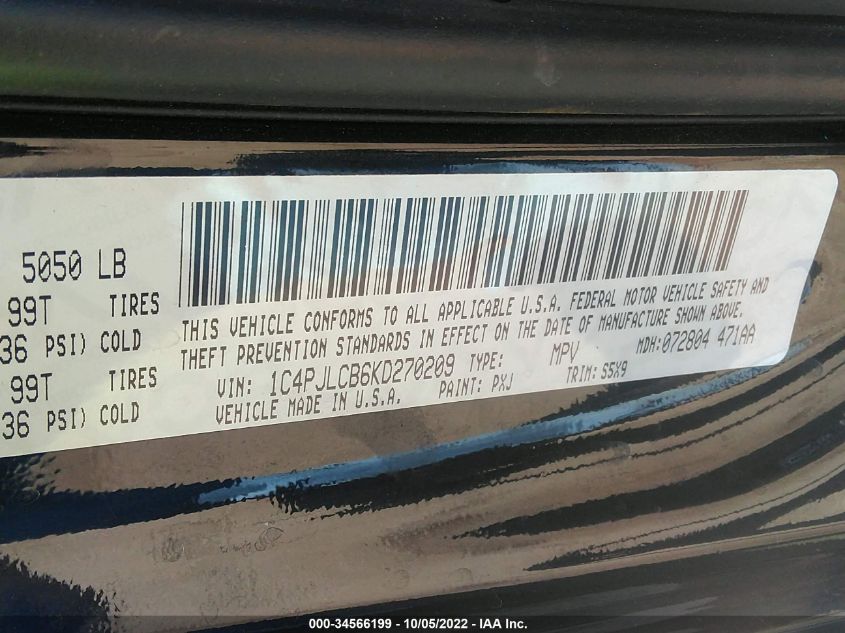 5050 LB
99T TIRES
36 PSI) COLD
99T
36 PSI) COLD
THIS VEHICLE CONFORMS TO ALL APPLICABLE U.S.A. FEDERAL MOTOR VEHICLE SAFETY AND
THEFT PREVENTION STANDARDS IN EFFECT ON THE DATE OF MANUFACTURE SHOWN ABOVE.
VIN: 1C4PJLCB6KD270209 TYPE: MPV MDH: 072804 471AA
VEHICLE MADE IN U.S.A. PAINT: PXJ TRIM: S5X9
000-34566199 - 10/05/2022 - IAA Inc.